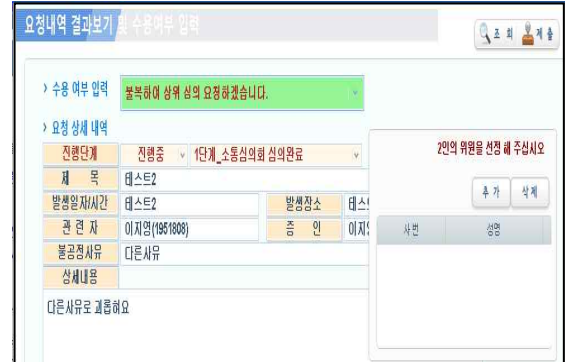 요청내역 결과보기 및 수용여부 입력
조 회 제 출
> 수용 여부 입력 불복하여 상위 심의 요청하겠습니다.
> 요청 상세 내역
2인의 위원을 선정 해 주십시오
진행단계 진행중 1단계_소통심의회 심의완료
추 가 삭 제
제 목 테스트2
발생일자/시간 테스트2 발생장소
관 련 자 이지영(1951808) 증 인 이지영
사번 성명
불공정사유 다른사유
상세내용
다른사유로 괴롭혀요